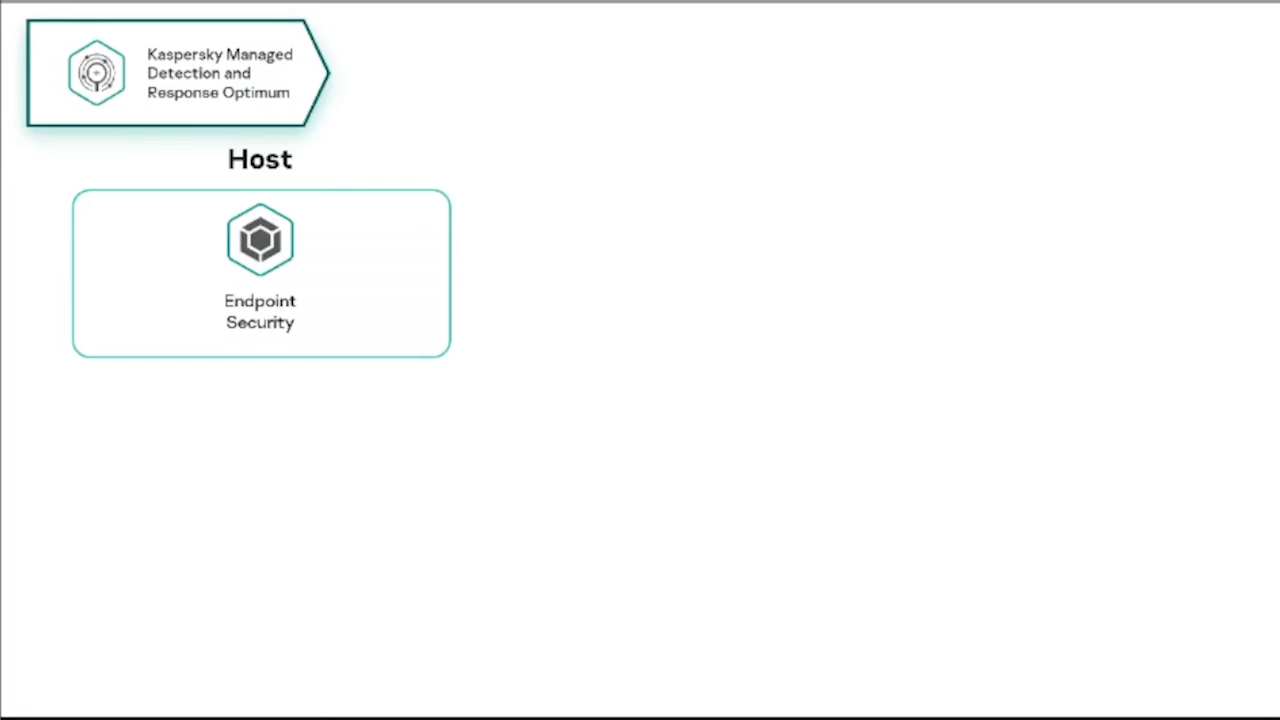 Kaspersky Managed
Detection and
Response Optimum
Host
Endpoint
Security